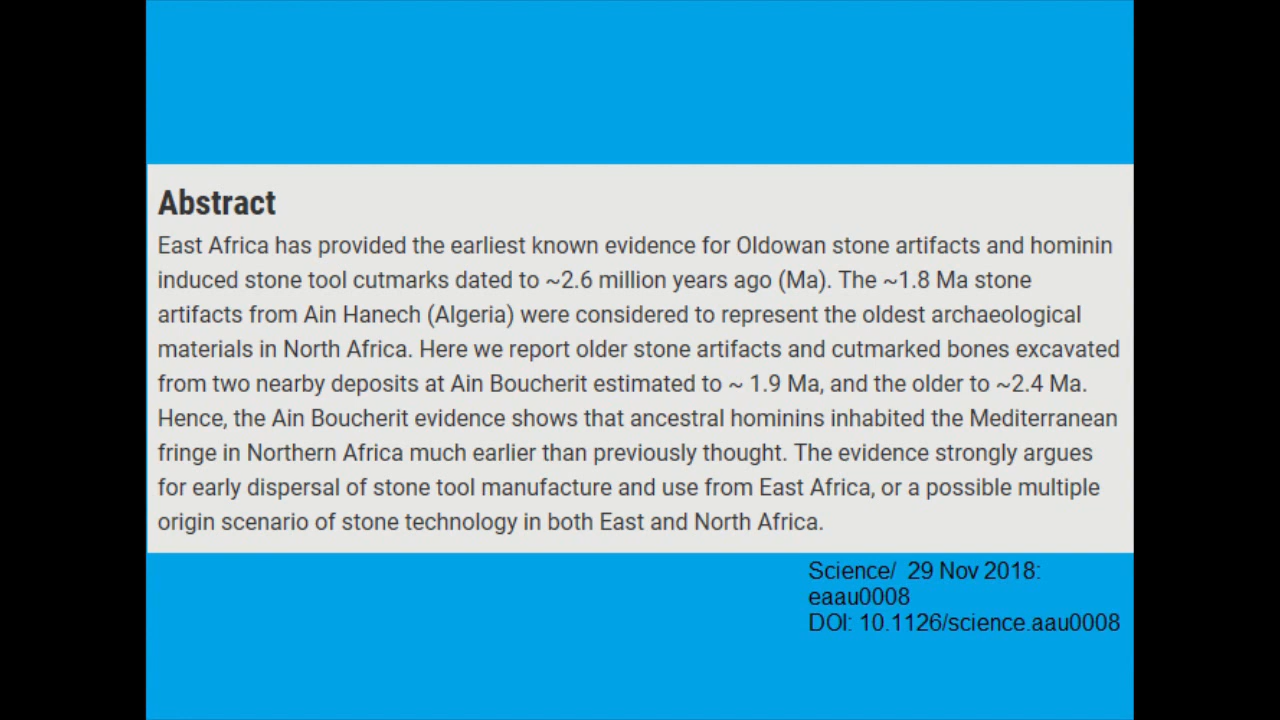 Abstract
East Africa has provided the earliest known evidence for Oldowan stone artifacts and hominin
induced stone tool cutmarks dated to ~2.6 million years ago (Ma). The ~1.8 Ma stone
artifacts from Ain Hanech (Algeria) were considered to represent the oldest archaeological
materials in North Africa. Here we report older stone artifacts and cutmarked bones excavated
from two nearby deposits at Ain Boucherit estimated to ~ 1.9 Ma, and the older to ~2.4 Ma.
Hence, the Ain Boucherit evidence shows that ancestral hominins inhabited the Mediterranean
fringe in Northern Africa much earlier than previously thought. The evidence strongly argues
for early dispersal of stone tool manufacture and use from East Africa, or a possible multiple
origin scenario of stone technology in both East and North Africa.
Science/  29 Nov 2018:
eaau0008
DOI: 10.1126/science.aau0008